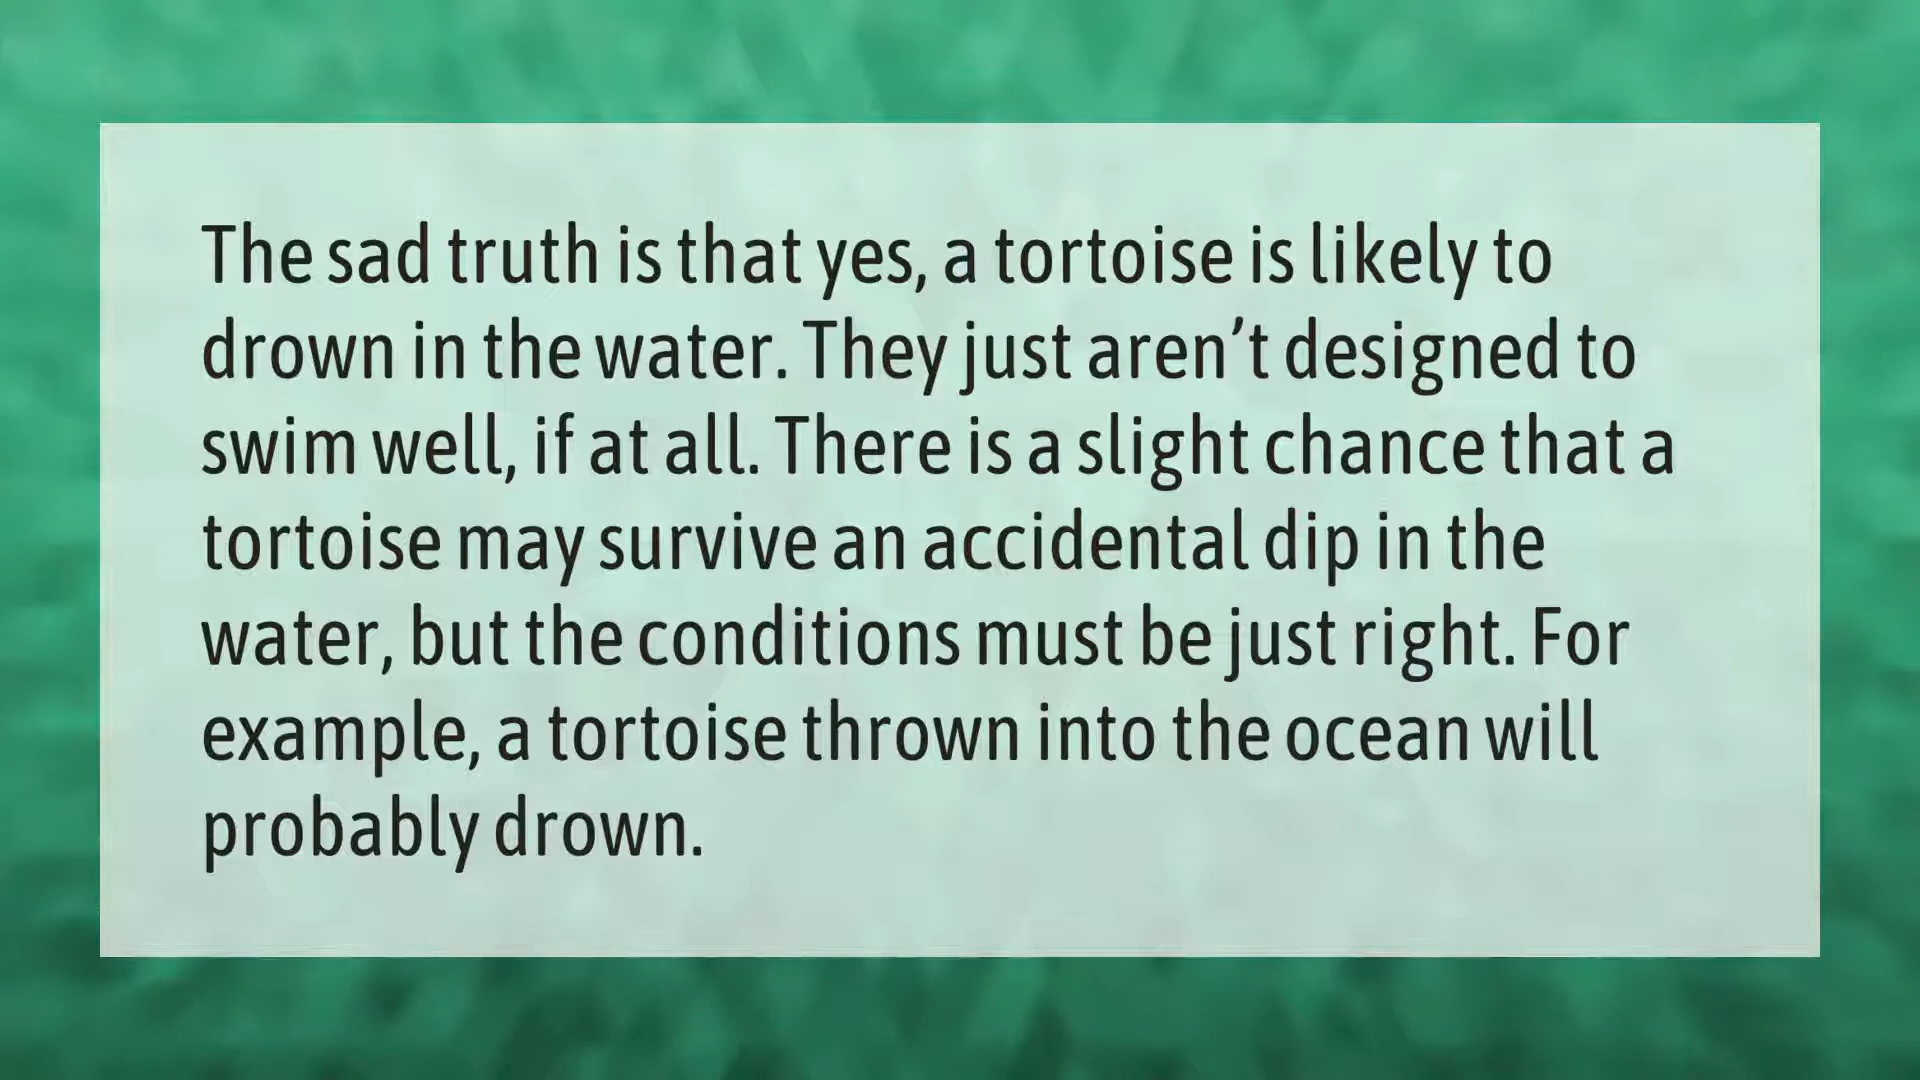 The sad truth is that yes, a tortoise is likely to
drown in the water. They just aren’t designed to
swim well, if at all. There is a slight chance that a
tortoise may survive an accidental dip in the
water, but the conditions must be just right. For
example, a tortoise thrown into the ocean will
probably drown.